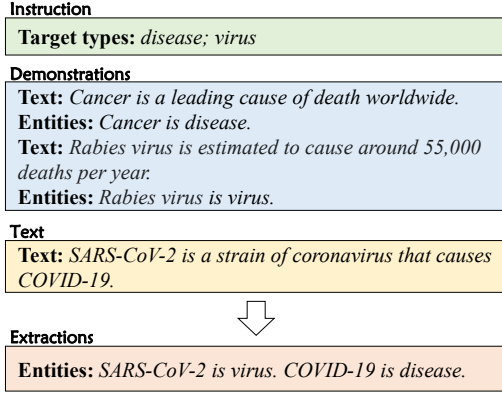 Instruction
Target types: disease; virus
Demonstrations
Text: Cancer is a leading cause of death worldwide.
Entities: Cancer is disease.
Text: Rabies virus is estimated to cause around 55,000
deaths per year.
Entities: Rabies virus is virus.
Text
Text: SARS-CoV-2 is a strain of coronavirus that causes
COVID-19.
Extractions
Entities: SARS-CoV-2 is virus. COVID-19 is disease.